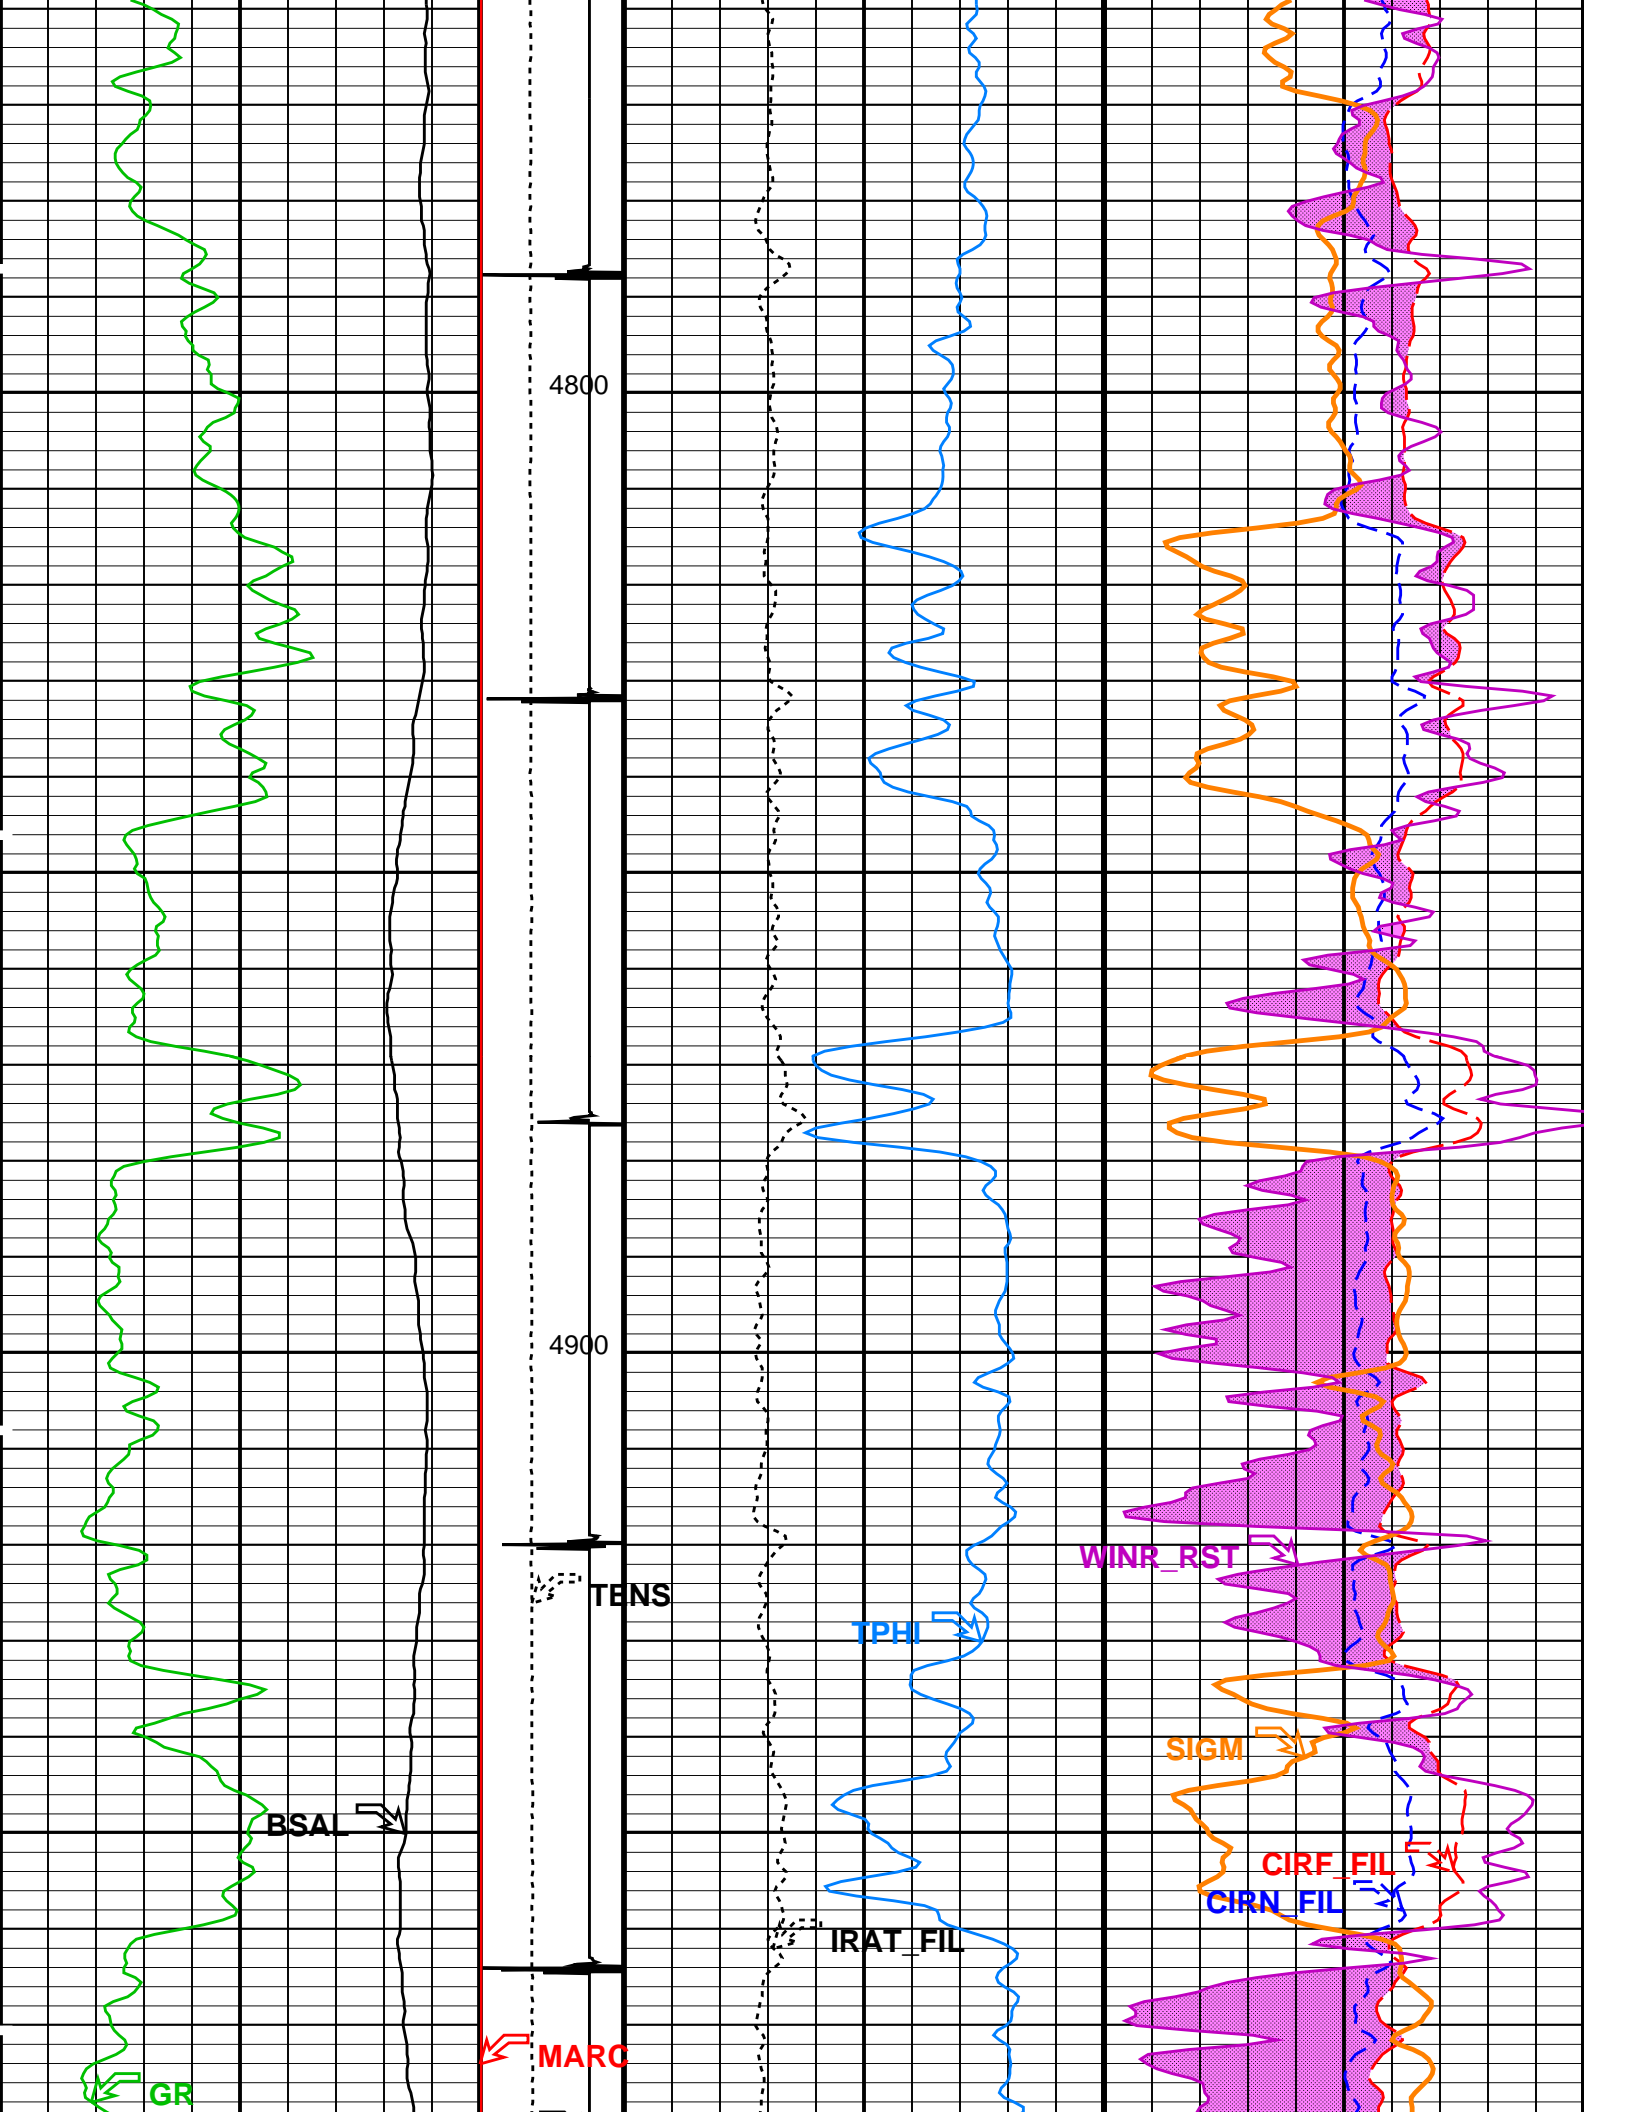 4800
4900
WINR_RST
TENS
TPHI
SIGM
BSAL
CIRF_FIL
CIRN_FIL
IRAT_FIL
MARC
GR